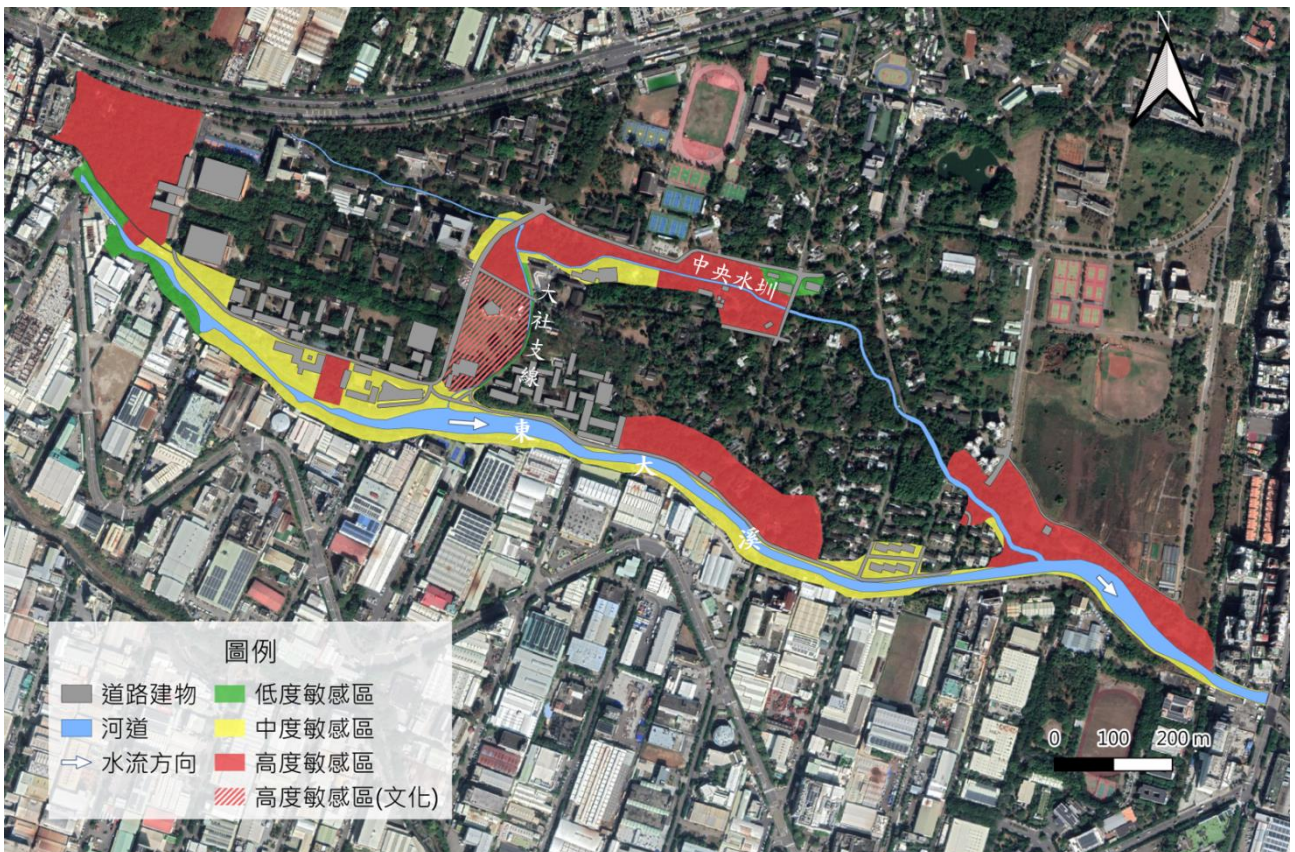 N
中央水圳
大社支線
東大溪
0 100 200 m
圖例
道路建物
低度敏感區
河道
中度敏感區
水流方向
高度敏感區
高度敏感區(文化)